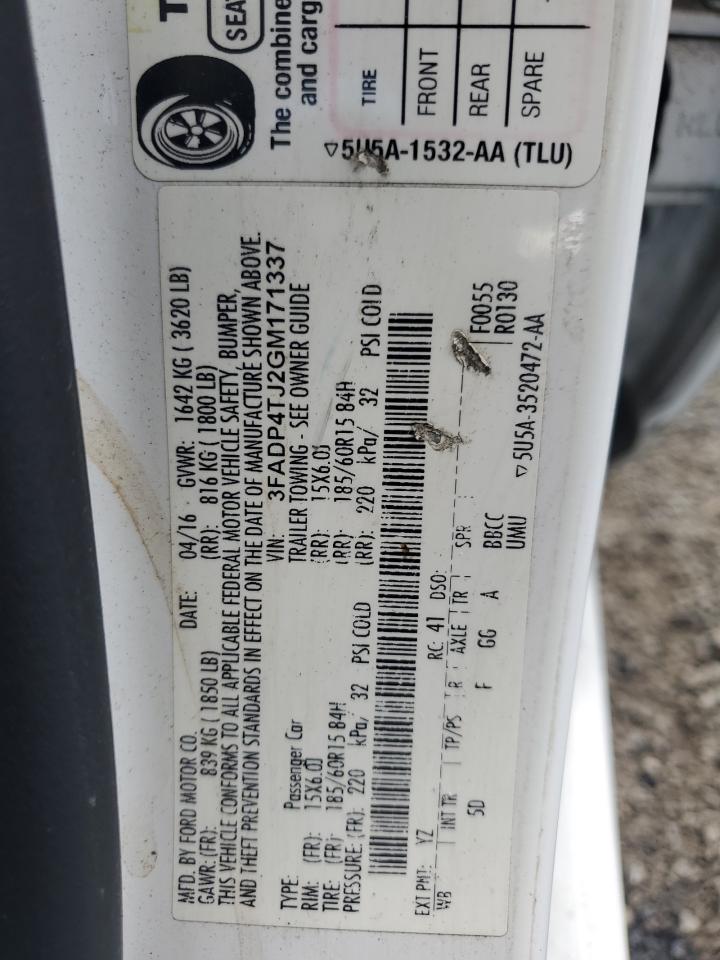 T
SEAT
The combine
and carg
TIRE
FRONT
REAR
SPARE
▽5U5A-1532-AA (TLU)
MFD. BY FORD MOTOR CO.
DATE: 04/16 GVWR: 1642 KG ( 3620 LB)
GAWR: (FR): 839 KG ( 1850 LB) (RR): 816 KG ( 1800 LB)
THIS VEHICLE CONFORMS TO ALL APPLICABLE FEDERAL MOTOR VEHICLE SAFETY, BUMPER,
AND THEFT PREVENTION STANDARDS IN EFFECT ON THE DATE OF MANUFACTURE SHOWN ABOVE.
VIN: 3FADP4TJ2GM171337
TYPE: Passenger Car TRAILER TOWING - SEE OWNER GUIDE
RIM: (FR): 15X6.0J (RR): 15X6.0J
TIRE: (FR): 185/60R15 84H (RR): 185/60R15 84H
PRESSURE: (FR): 220 kPa/ 32 PSI COLD (RR): 220 kPa/ 32 PSI COLD
EXT PNT: YZ RC: 41 DSO:
WB INT TR TP/PS R AXLE TR SPR F0055
5D F GG A BBCC R0130
UMU
▽5U5A-3520472-AA